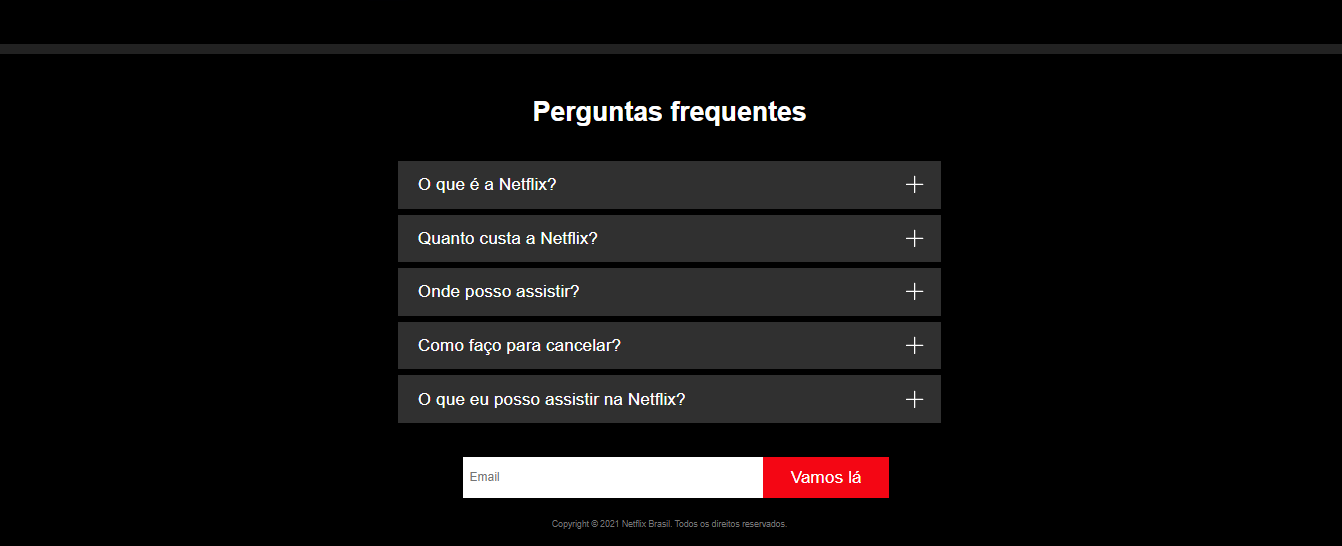 Perguntas frequentes
O que é a Netflix?
Quanto custa a Netflix?
Onde posso assistir?
Como faço para cancelar?
O que eu posso assistir na Netflix?
Email
Vamos lá
Copyright © 2021 Netflix Brasil. Todos os direitos reservados.